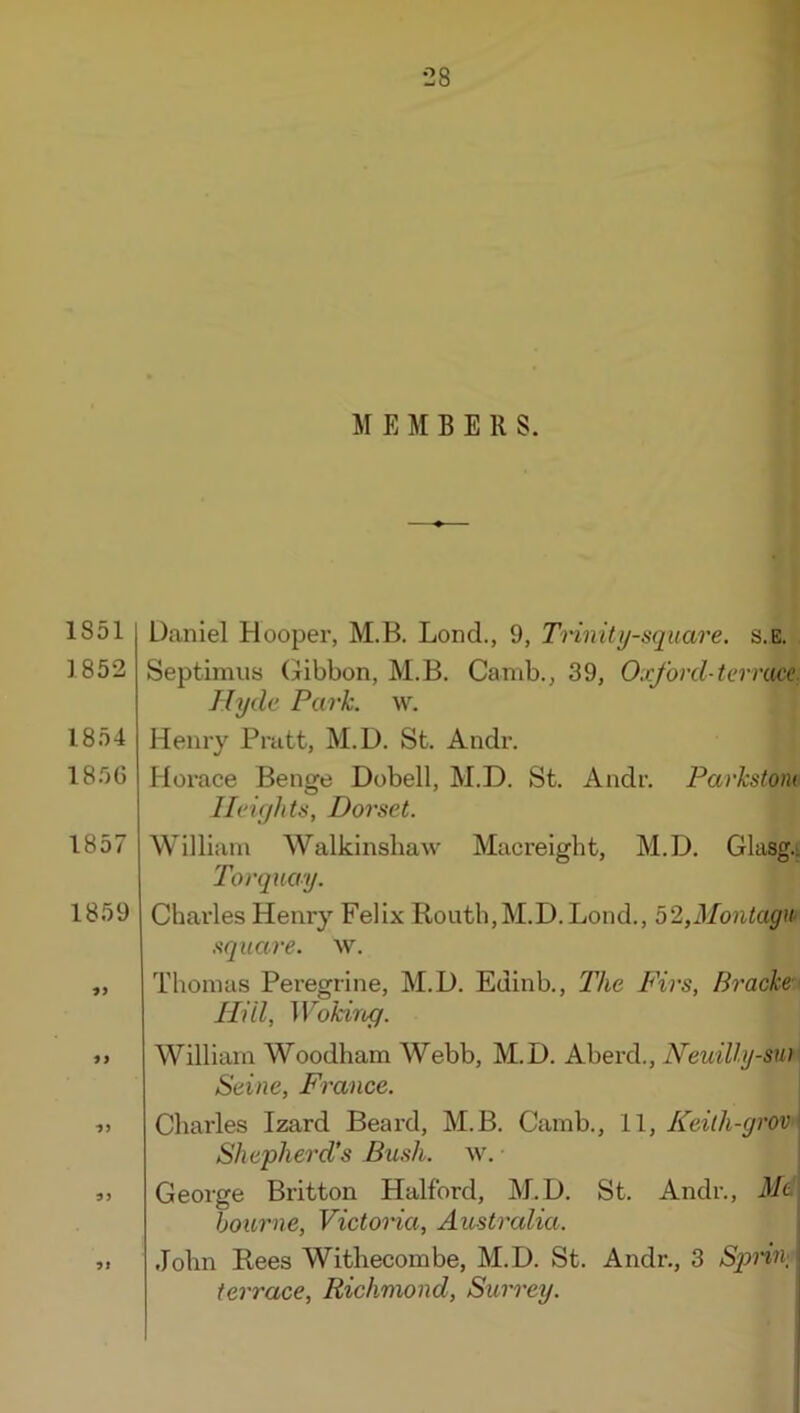 28
MEMBERS.
1851 Daniel Hooper, M.B. Lond., 9, Trinity-square. S.E.
1852 Septimus Gibbon, M.B. Camb., 39, Oxford-terrace,
Hyde Park. W.
1854 Henry Pratt, M.D. St. Andr.
1856 Horace Benge Dobell, M.D. St. Andr. Parkstone
Heights, Dorset.
1857 William Walkinshaw Macreight, M.D. Glasg.,
Torquay.
1859 Charles Henry Felix Routh, M.D. Lond., 52, Montagu
square. W.
„ Thomas Peregrine, M.D. Edinb., The Firs, Bracke
Hill, Woking.
„ William Woodham Webb, M.D. Aberd., Neuilly-sur
Seine, France.
„ Charles Izard Beard, M.B. Camb., 11, Keith-grov
Shepherd's Bush. W.
„ George Britton Halford, M.D. St. Andr., Me
bourne, Victoria, Australia.
„ John Rees Withecombe, M.D. St. Andr., 3 Spring
terrace, Richmond, Surrey.